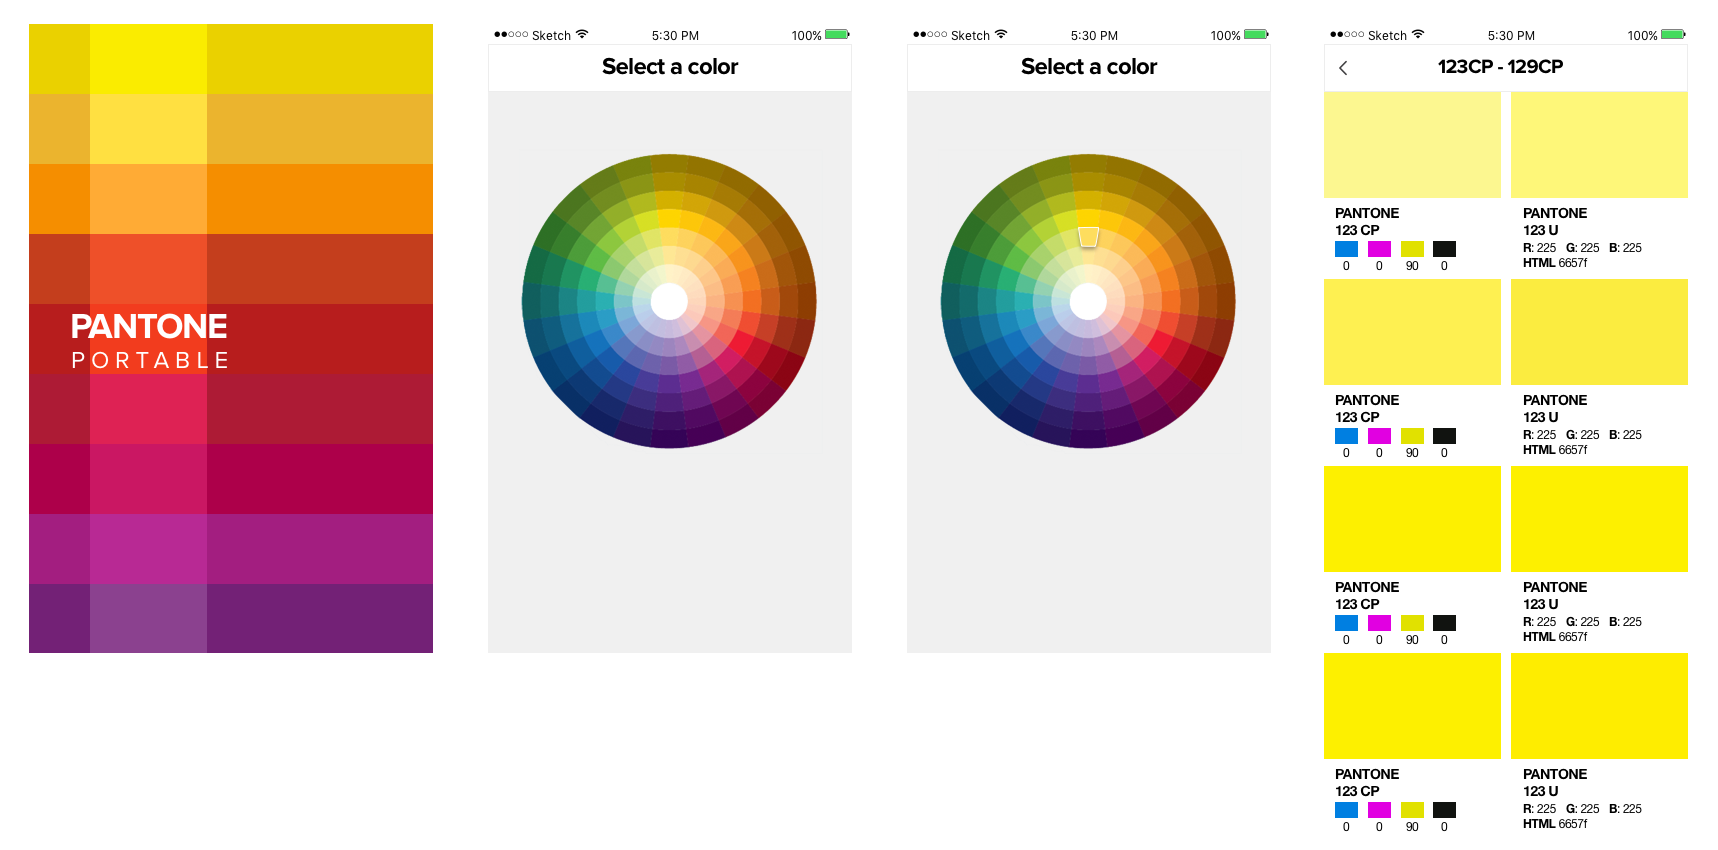 PANTONE
PORTABLE
Sketch 5:30 PM 100%
Select a color
Sketch 5:30 PM 100%
Select a color
Sketch 5:30 PM 100%
123CP - 129CP
PANTONE
123 CP
0 0 90 0
PANTONE
123 U
R: 225 G: 225 B: 225
HTML 6657f
PANTONE
123 CP
0 0 90 0
PANTONE
123 U
R: 225 G: 225 B: 225
HTML 6657f
PANTONE
123 CP
0 0 90 0
PANTONE
123 U
R: 225 G: 225 B: 225
HTML 6657f
PANTONE
123 CP
0 0 90 0
PANTONE
123 U
R: 225 G: 225 B: 225
HTML 6657f